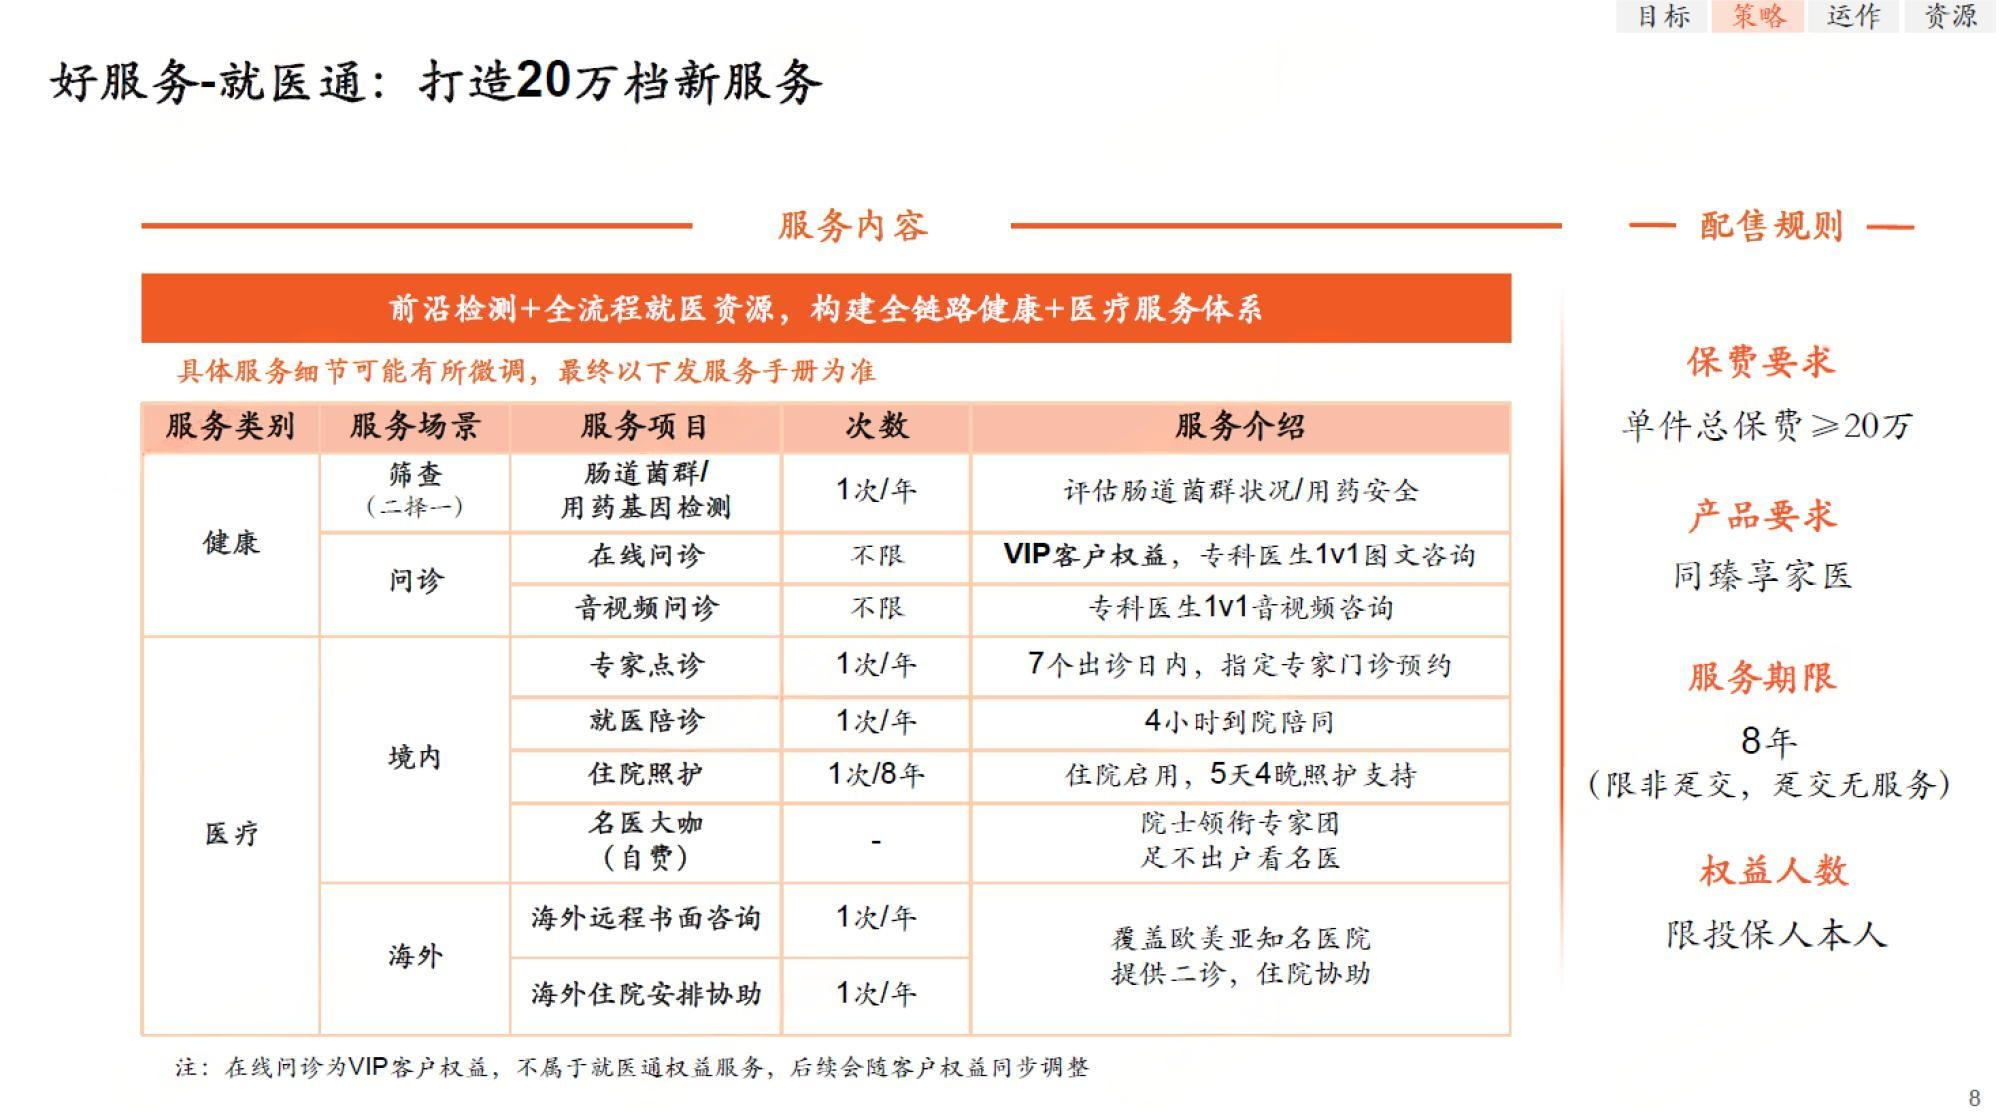 目标 策略 运作 资源
好服务-就医通：打造20万档新服务
服务内容
前沿检测+全流程就医资源，构建全链路健康+医疗服务体系
具体服务细节可能有所微调，最终以下发服务手册为准
服务类别 服务场景 服务项目 次数 服务介绍
健康
筛查
（二择一）
肠道菌群/
用药基因检测
1次/年
评估肠道菌群状况/用药安全
问诊
在线问诊 不限 VIP客户权益，专科医生1v1图文咨询
音视频问诊 不限 专科医生1v1音视频咨询
医疗
境内
专家点诊 1次/年 7个出诊日内，指定专家门诊预约
就医陪诊 1次/年 4小时到院陪同
住院照护 1次/8年 住院启用，5天4晚照护支持
名医大咖
（自费）
-
院士领衔专家团
足不出户看名医
海外
海外远程书面咨询 1次/年
海外住院安排协助 1次/年
覆盖欧美亚知名医院
提供二诊，住院协助
注：在线问诊为VIP客户权益，不属于就医通权益服务，后续会随客户权益同步调整
配售规则
保费要求
单件总保费≥20万
产品要求
同臻享家医
服务期限
8年
（限非趸交，趸交无服务）
权益人数
限投保人本人
8